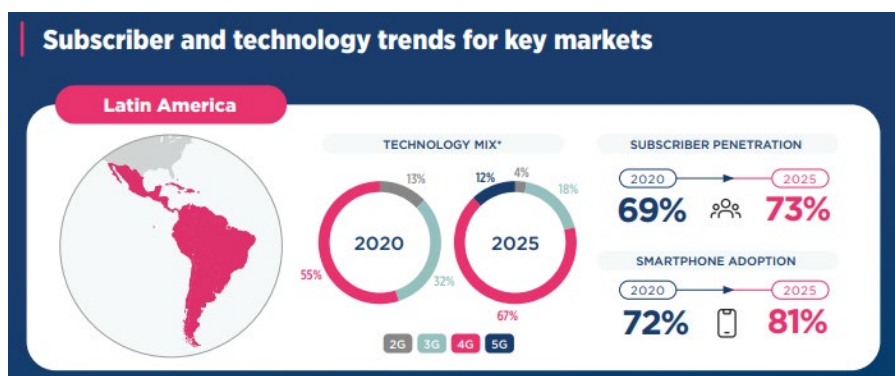 Subscriber and technology trends for key markets
Latin America
TECHNOLOGY MIX*
13%
2020
55%
32%
12%
4%
18%
2025
67%
2G 3G 4G 5G
SUBSCRIBER PENETRATION
2020 2025
69% 73%
SMARTPHONE ADOPTION
2020 2025
72% 81%